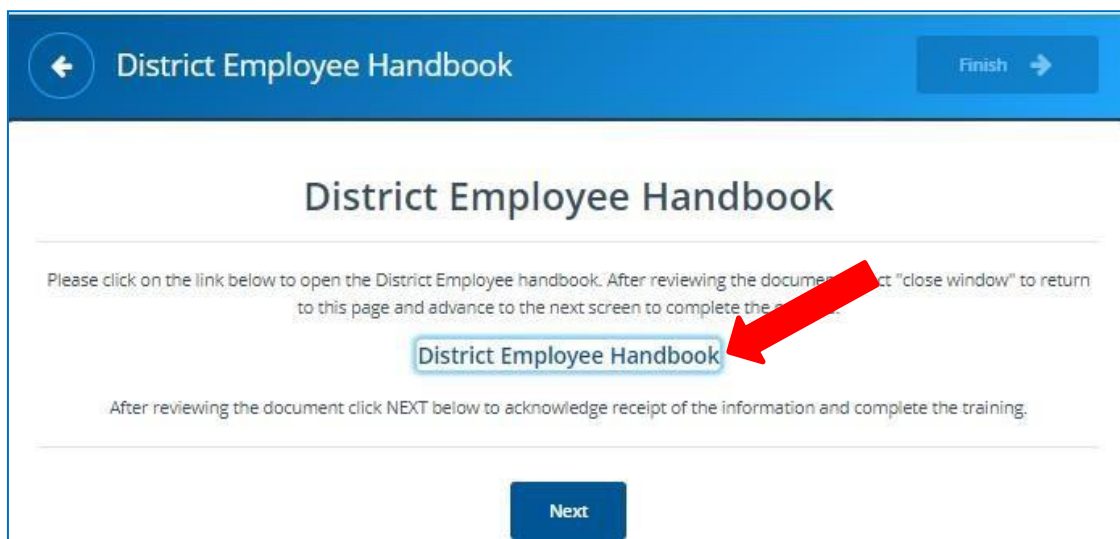 District Employee Handbook
Finish
District Employee Handbook
Please click on the link below to open the District Employee handbook. After reviewing the document "close window" to return
to this page and advance to the next screen to complete the
District Employee Handbook
After reviewing the document click NEXT below to acknowledge receipt of the information and complete the training.
Next